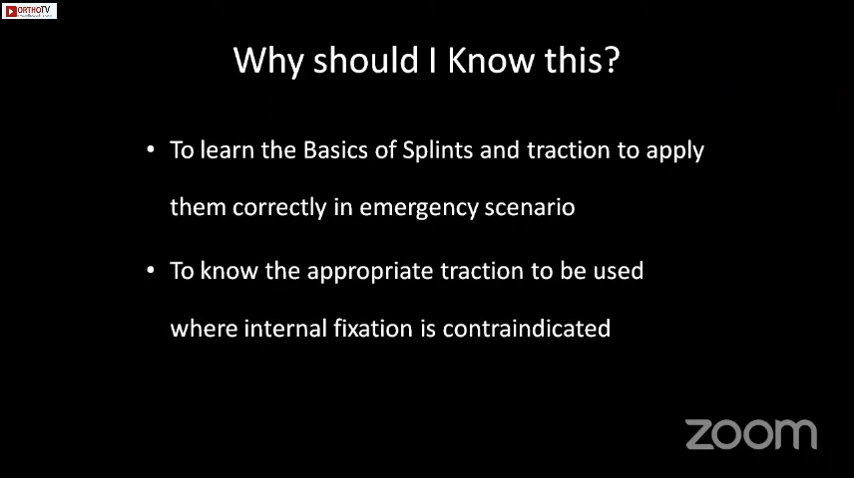 ORTHOTV
Why should I Know this?
• To learn the Basics of Splints and traction to apply
them correctly in emergency scenario
• To know the appropriate traction to be used
where internal fixation is contraindicated
zoom